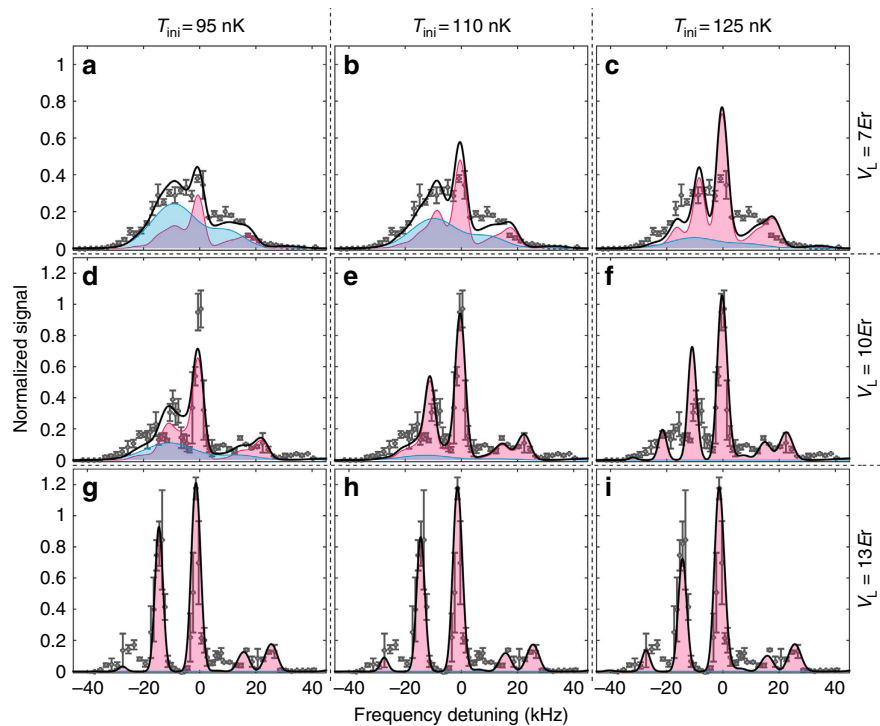 T_ini = 95 nK T_ini = 110 nK T_ini = 125 nK
a b c
1
0.8
0.6
0.4
0.2
0
V_L = 7Er
d e f
1.2
1
0.8
0.6
0.4
0.2
0
V_L = 10Er
Normalized signal
g h i
1.2
1
0.8
0.6
0.4
0.2
0
V_L = 13Er
−40 −20 0 20 40 −40 −20 0 20 40 −40 −20 0 20 40
Frequency detuning (kHz)